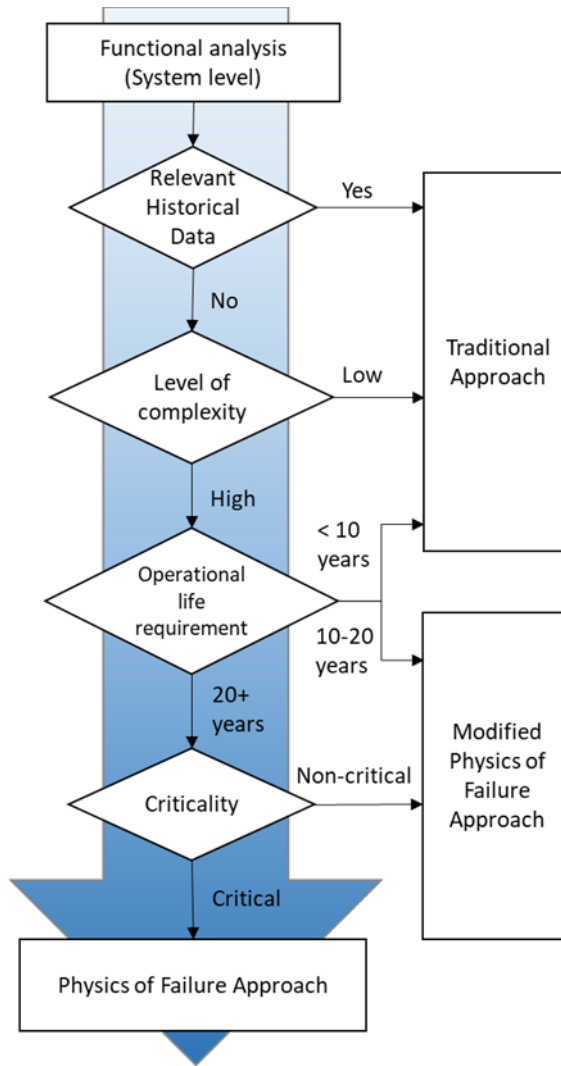 Functional analysis
(System level)
Relevant
Historical
Data
Yes
No
Level of
complexity
Low
Traditional
Approach
High
< 10
years
Operational
life
requirement
10-20
years
20+
years
Modified
Physics of
Failure
Approach
Non-critical
Criticality
Critical
Physics of Failure Approach